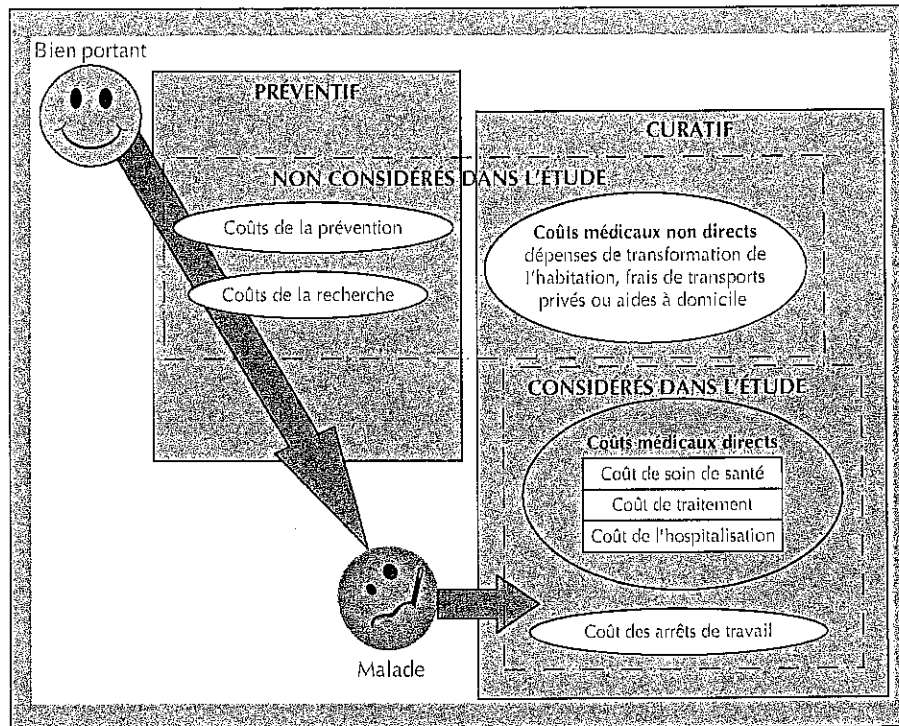 Bien portant
PRÉVENTIF
CURATIF
NON CONSIDÉRÉS DANS L'ÉTUDE
Coûts de la prévention
Coûts de la recherche
Coûts médicaux non directs
dépenses de transformation de
l'habitation, frais de transports
privés ou aides à domicile
CONSIDÉRÉS DANS L'ÉTUDE
Coûts médicaux directs
Coût de soin de santé
Coût de traitement
Coût de l'hospitalisation
Coût des arrêts de travail
Malade